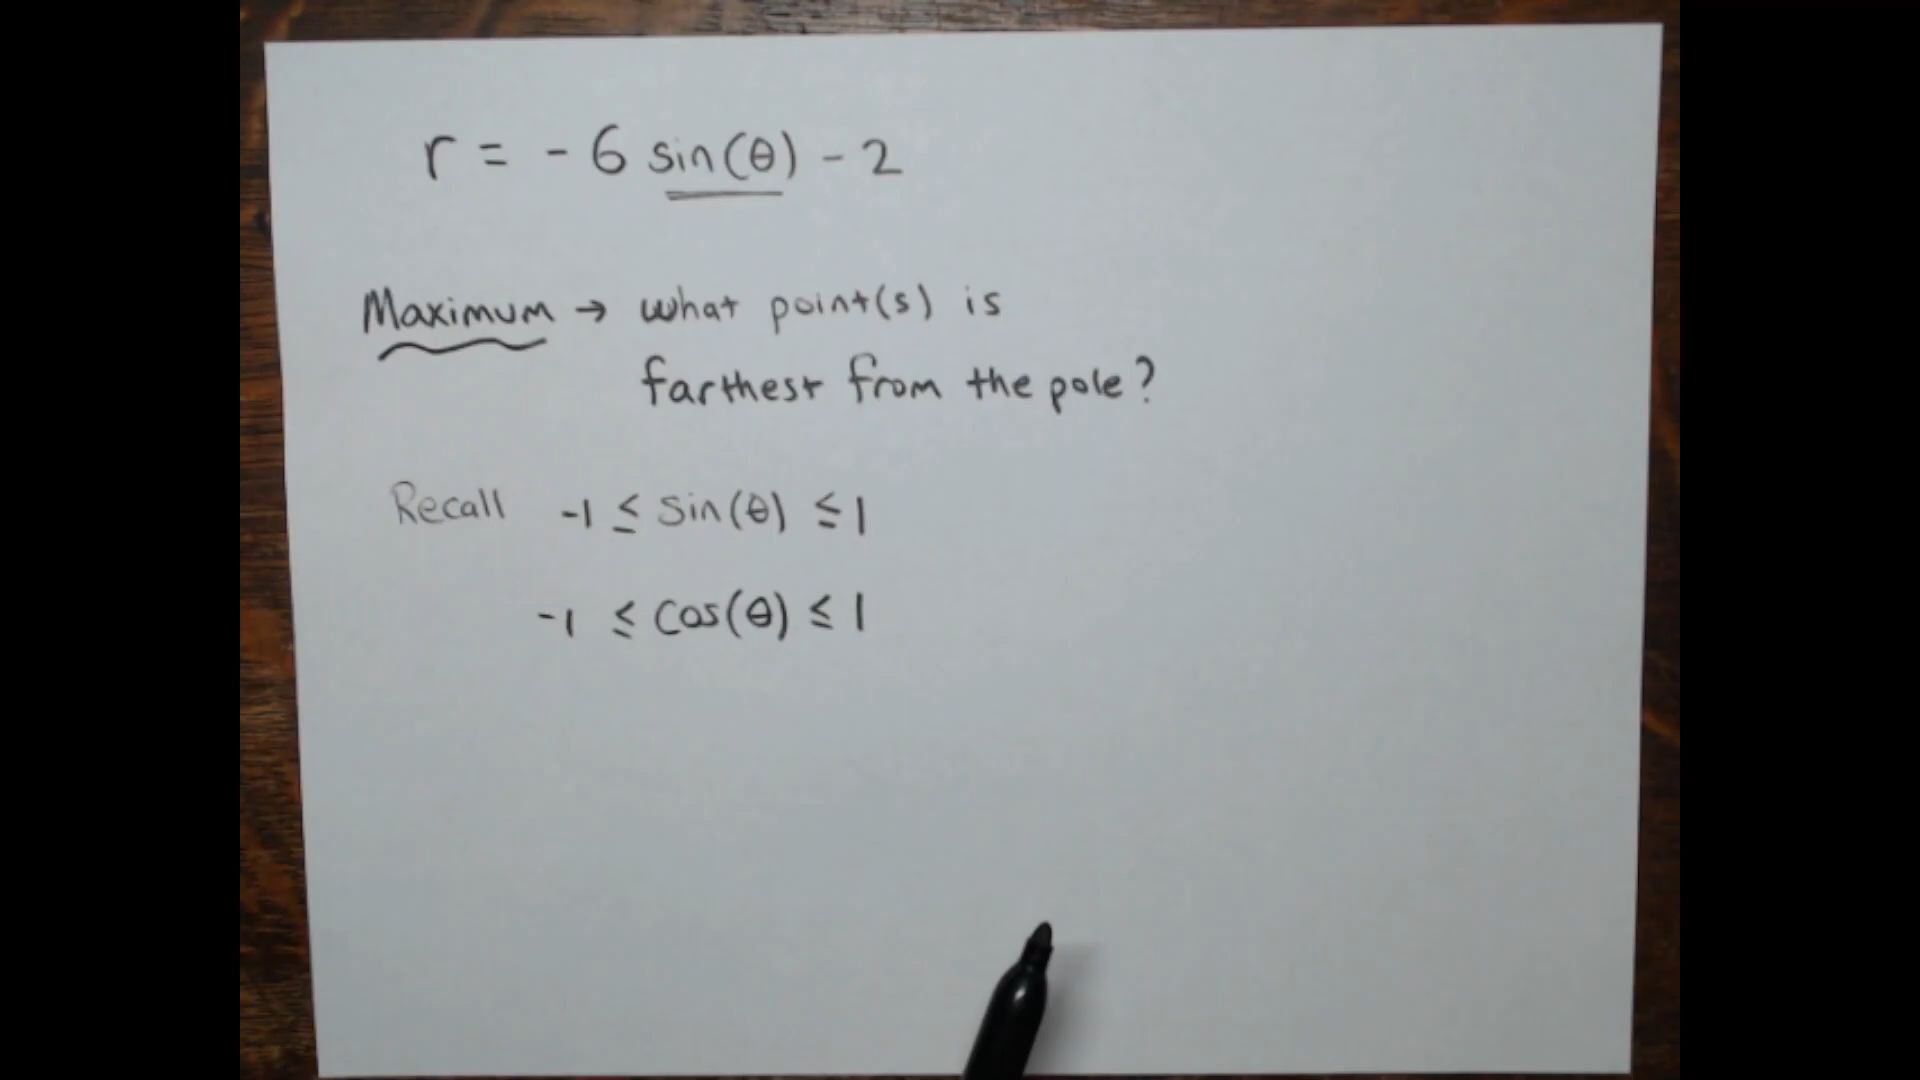 r = - 6 sin(θ) - 2
Maximum → what point(s) is
farthest from the pole?
Recall -1 ≤ sin(θ) ≤ 1
-1 ≤ cos(θ) ≤ 1